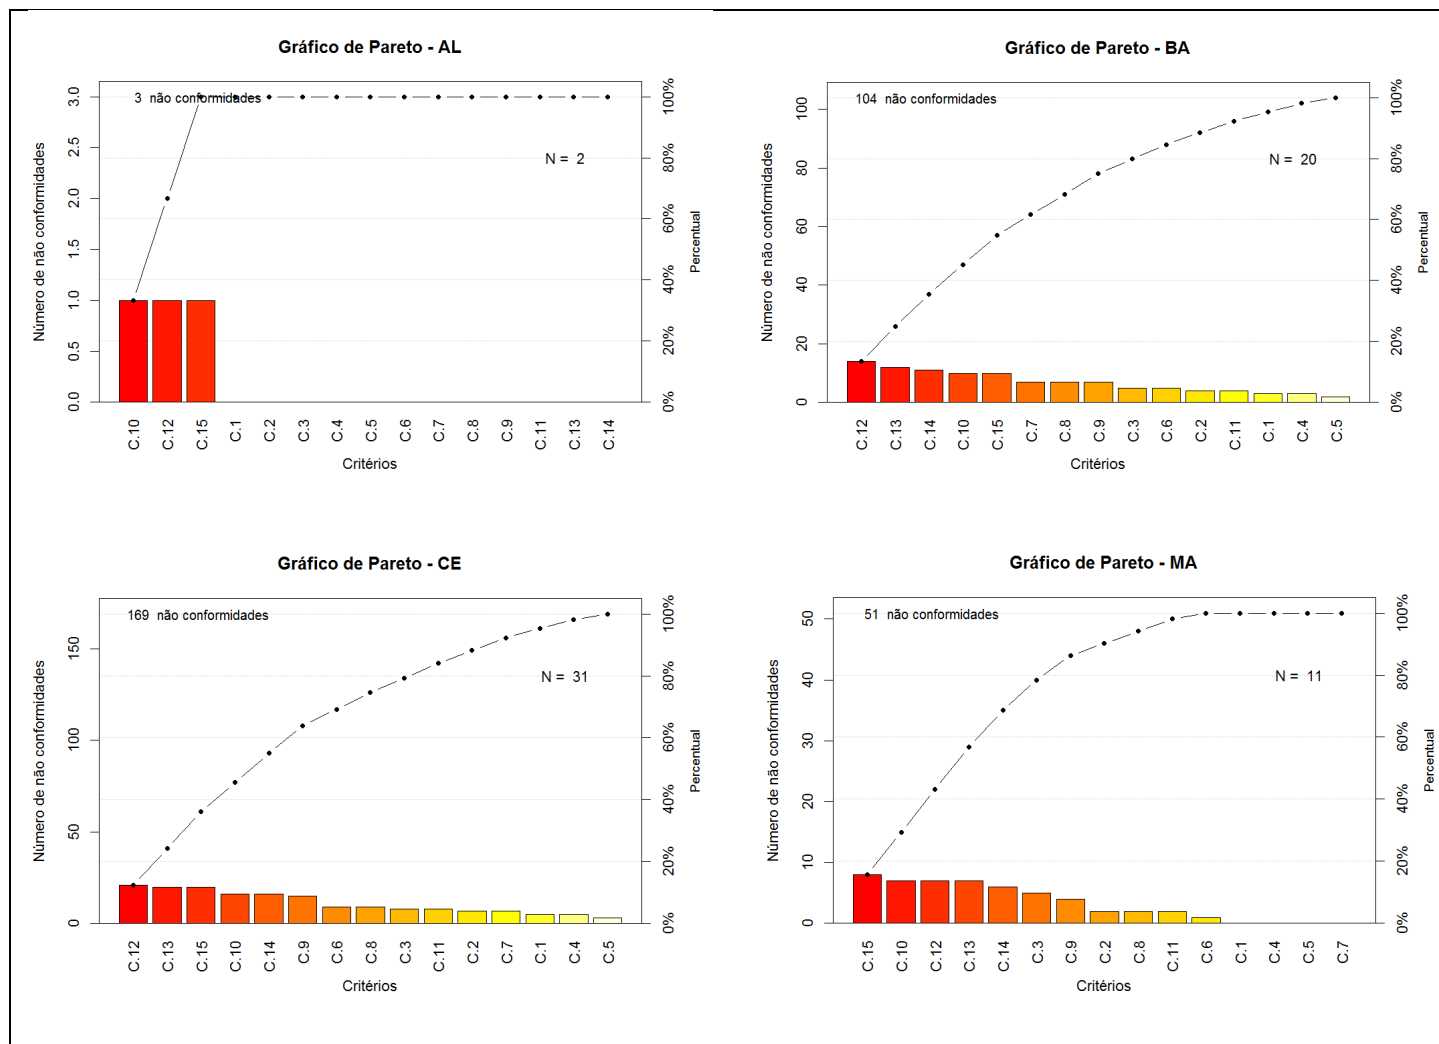 Gráfico de Pareto - AL
3 não conformidades
N = 2
Número de não conformidades
0.0 0.5 1.0 1.5 2.0 2.5 3.0
0% 20% 40% 60% 80% 100%
Percentual
C.10 C.12 C.15 C.1 C.2 C.3 C.4 C.5 C.6 C.7 C.8 C.9 C.11 C.13 C.14
Critérios
Gráfico de Pareto - BA
104 não conformidades
N = 20
Número de não conformidades
0 20 40 60 80 100
0% 20% 40% 60% 80% 100%
Percentual
C.12 C.13 C.14 C.10 C.15 C.7 C.8 C.9 C.3 C.6 C.2 C.11 C.1 C.4 C.5
Critérios
Gráfico de Pareto - CE
169 não conformidades
N = 31
Número de não conformidades
0 50 100 150
0% 20% 40% 60% 80% 100%
Percentual
C.12 C.13 C.15 C.10 C.14 C.9 C.6 C.8 C.3 C.11 C.2 C.7 C.1 C.4 C.5
Critérios
Gráfico de Pareto - MA
51 não conformidades
N = 11
Número de não conformidades
0 10 20 30 40 50
0% 20% 40% 60% 80% 100%
Percentual
C.15 C.10 C.12 C.13 C.14 C.3 C.9 C.2 C.8 C.11 C.6 C.1 C.4 C.5 C.7
Critérios